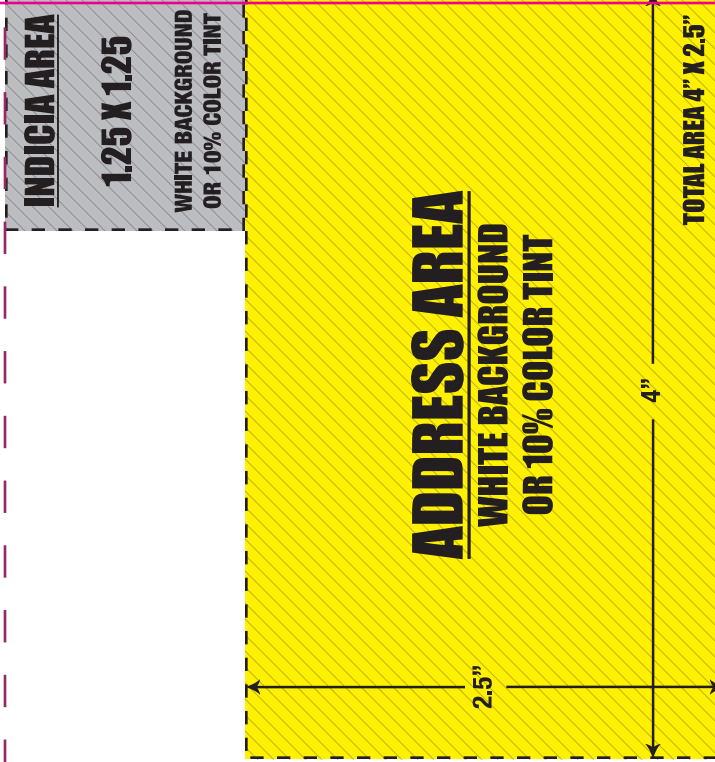 INDICIA AREA
1.25 X 1.25
WHITE BACKGROUND
OR 10% COLOR TINT
ADDRESS AREA
WHITE BACKGROUND
OR 10% COLOR TINT
2.5”
4”
TOTAL AREA 4” X 2.5”